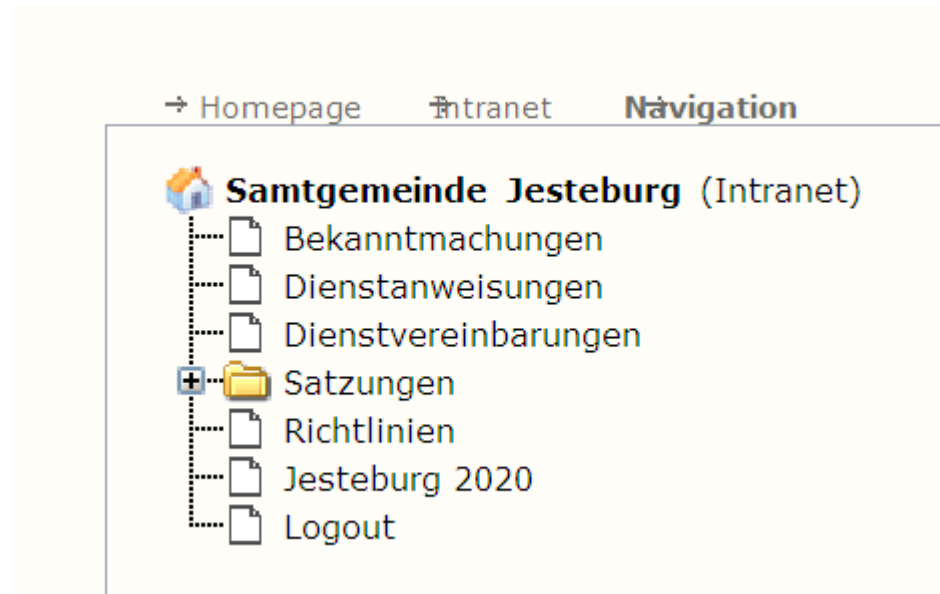 Homepage Intranet Navigation
Samtgemeinde Jesteburg (Intranet)
Bekanntmachungen
Dienstanweisungen
Dienstvereinbarungen
Satzungen
Richtlinien
Jesteburg 2020
Logout